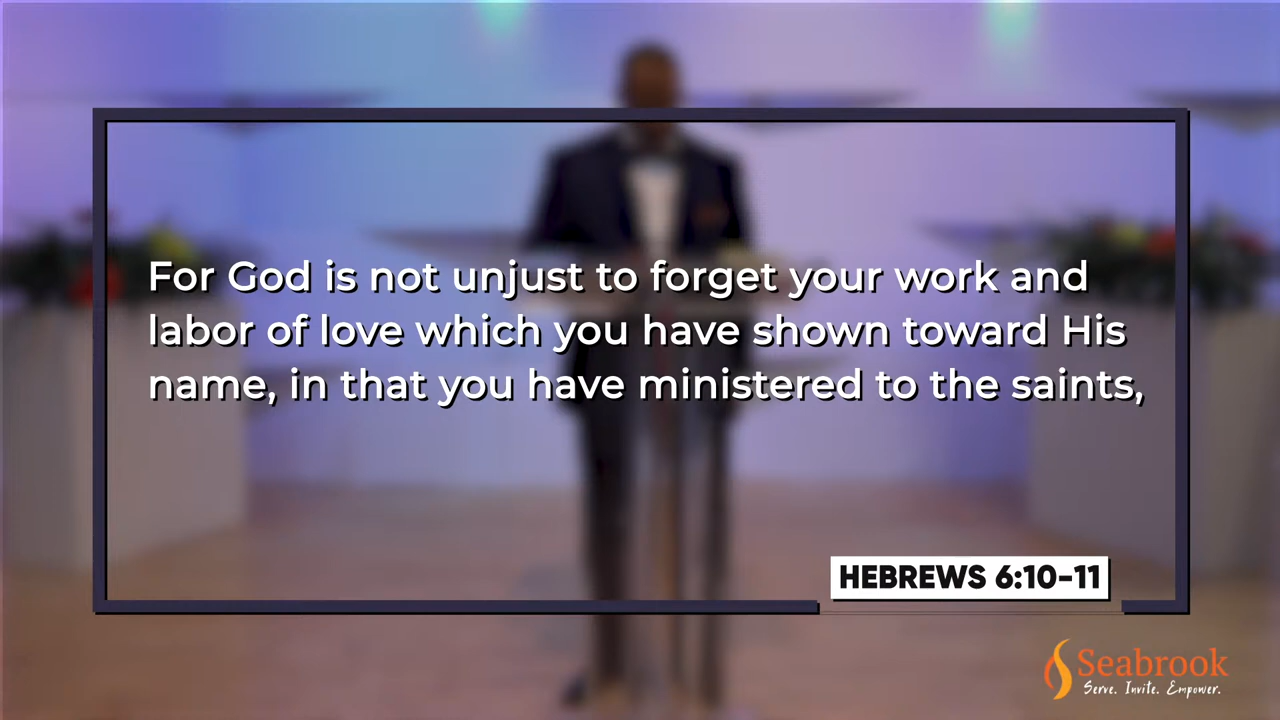 For God is not unjust to forget your work and
labor of love which you have shown toward His
name, in that you have ministered to the saints,
HEBREWS 6:10-11
Seabrook
Serve. Invite. Empower.